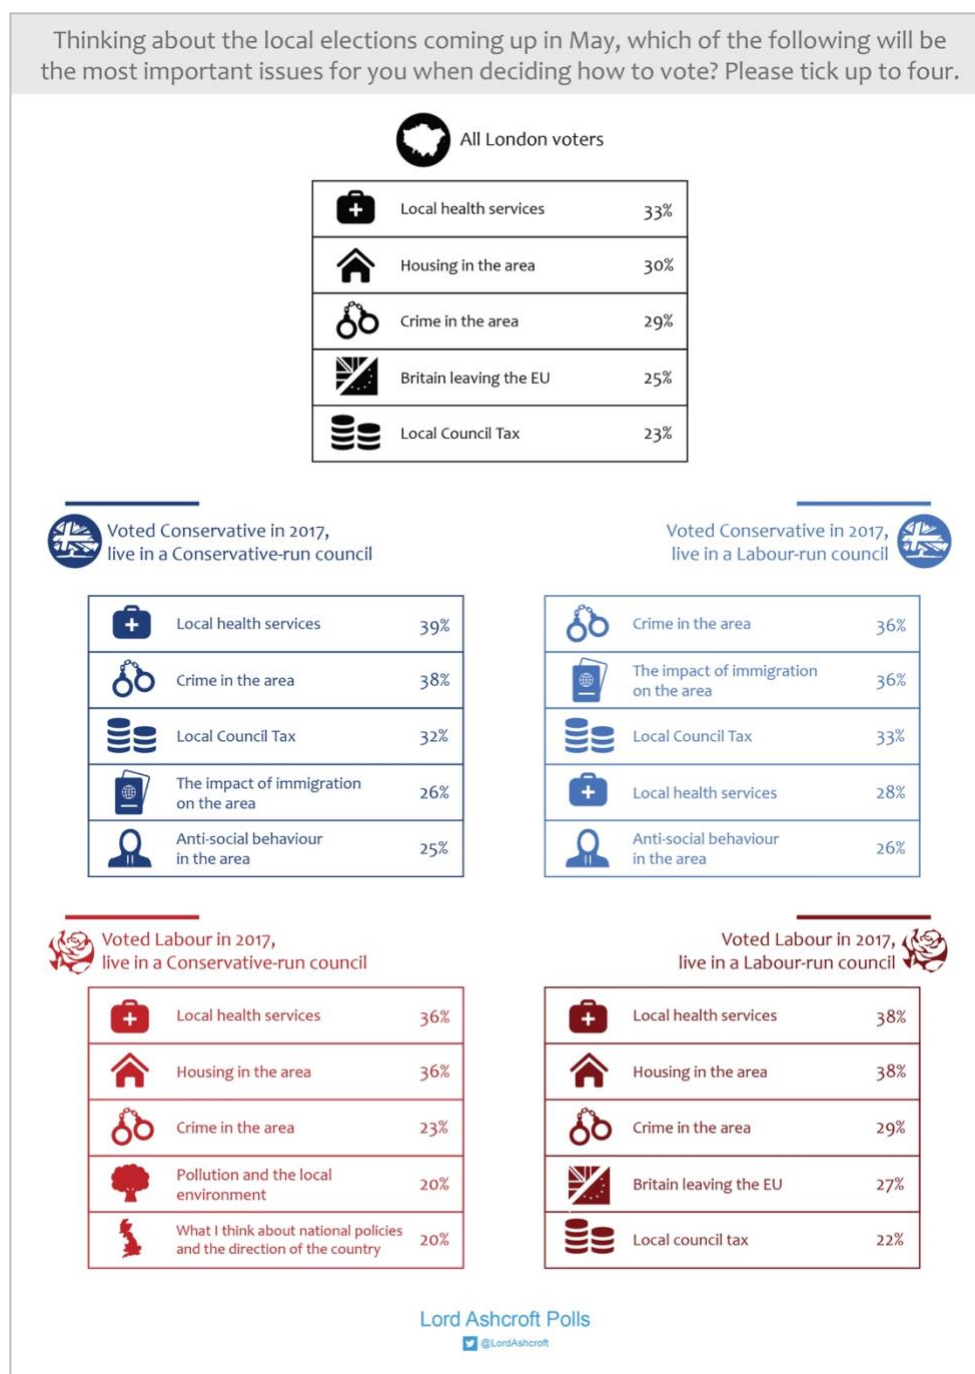 Thinking about the local elections coming up in May, which of the following will be
the most important issues for you when deciding how to vote? Please tick up to four.
All London voters
Local health services 33%
Housing in the area 30%
Crime in the area 29%
Britain leaving the EU 25%
Local Council Tax 23%
Voted Conservative in 2017,
live in a Conservative-run council
Local health services 39%
Crime in the area 38%
Local Council Tax 32%
The impact of immigration
on the area 26%
Anti-social behaviour
in the area 25%
Voted Conservative in 2017,
live in a Labour-run council
Crime in the area 36%
The impact of immigration
on the area 36%
Local Council Tax 33%
Local health services 28%
Anti-social behaviour
in the area 26%
Voted Labour in 2017,
live in a Conservative-run council
Local health services 36%
Housing in the area 36%
Crime in the area 23%
Pollution and the local
environment 20%
What I think about national policies
and the direction of the country 20%
Voted Labour in 2017,
live in a Labour-run council
Local health services 38%
Housing in the area 38%
Crime in the area 29%
Britain leaving the EU 27%
Local council tax 22%
Lord Ashcroft Polls
@LordAshcroft